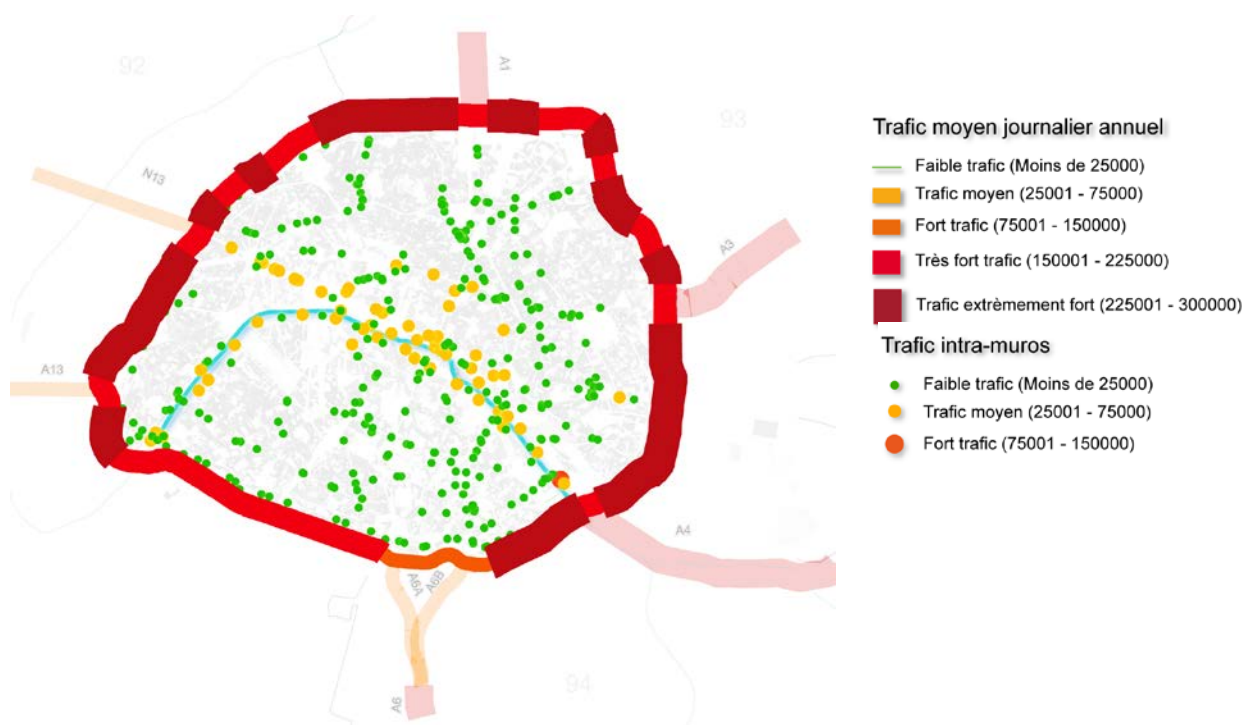 92
A1
93
N13
A3
A13
A4
A6A
A6B
94
A6
Trafic moyen journalier annuel
Faible trafic (Moins de 25000)
Trafic moyen (25001 - 75000)
Fort trafic (75001 - 150000)
Très fort trafic (150001 - 225000)
Trafic extrèmement fort (225001 - 300000)
Trafic intra-muros
Faible trafic (Moins de 25000)
Trafic moyen (25001 - 75000)
Fort trafic (75001 - 150000)